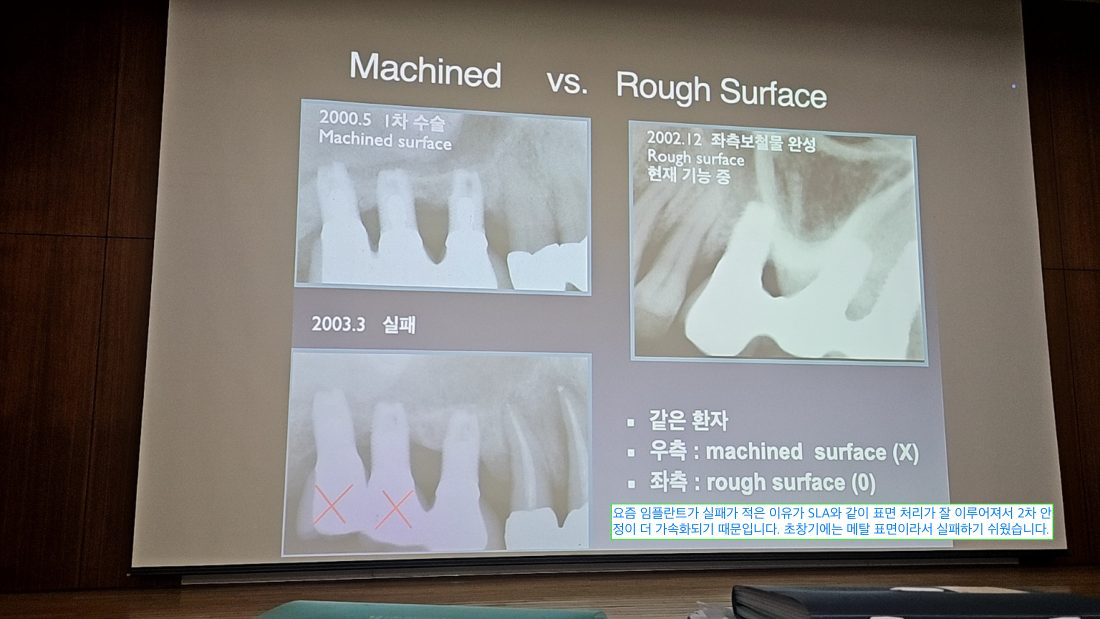 Machined vs. Rough Surface
2000.5 1차 수술
Machined surface
2002.12 좌측보철물 완성
Rough surface
현재 기능 중
2003.3 실패
▪ 같은 환자
▪ 우측 : machined surface (X)
▪ 좌측 : rough surface (0)
요즘 임플란트가 실패가 적은 이유가 SLA와 같이 표면 처리가 잘 이루어져서 2차 안
정이 더 가속화되기 때문입니다. 초창기에는 메탈 표면이라서 실패하기 쉬웠습니다.